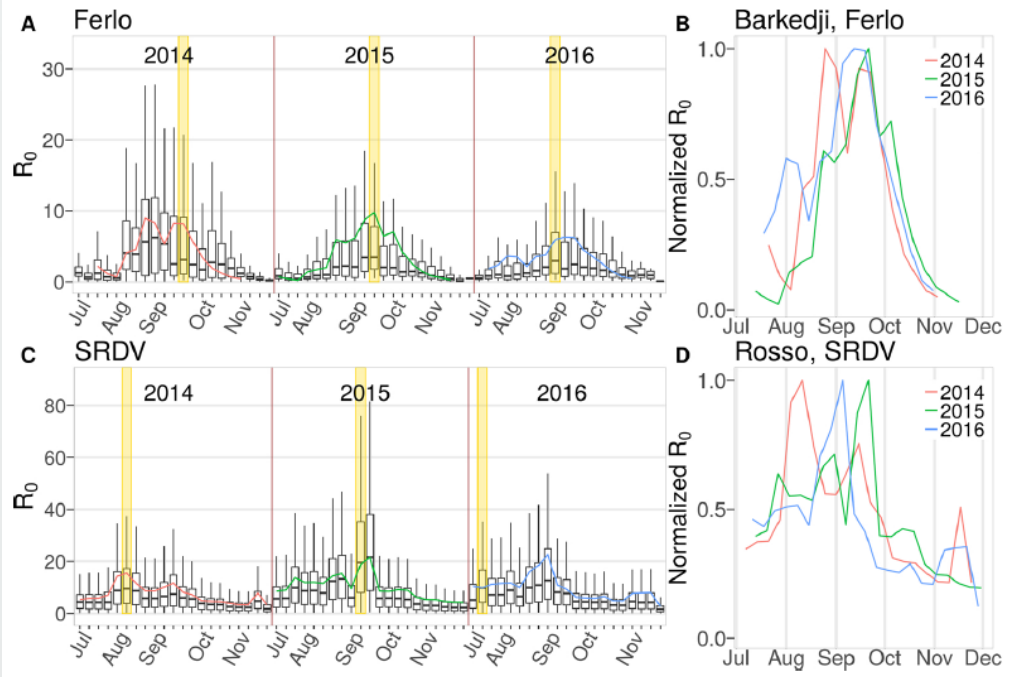 A Ferlo
2014 2015 2016
30
20
10
0
R0
Jul Aug Sep Oct Nov Jul Aug Sep Oct Nov Jul Aug Sep Oct Nov
B Barkedji, Ferlo
2014
2015
2016
1.0
0.5
0.0
Normalized R0
Jul Aug Sep Oct Nov Dec
C SRDV
2014 2015 2016
80
60
40
20
0
R0
Jul Aug Sep Oct Nov Jul Aug Sep Oct Nov Jul Aug Sep Oct Nov
D Rosso, SRDV
2014
2015
2016
1.0
0.5
0.0
Normalized R0
Jul Aug Sep Oct Nov Dec